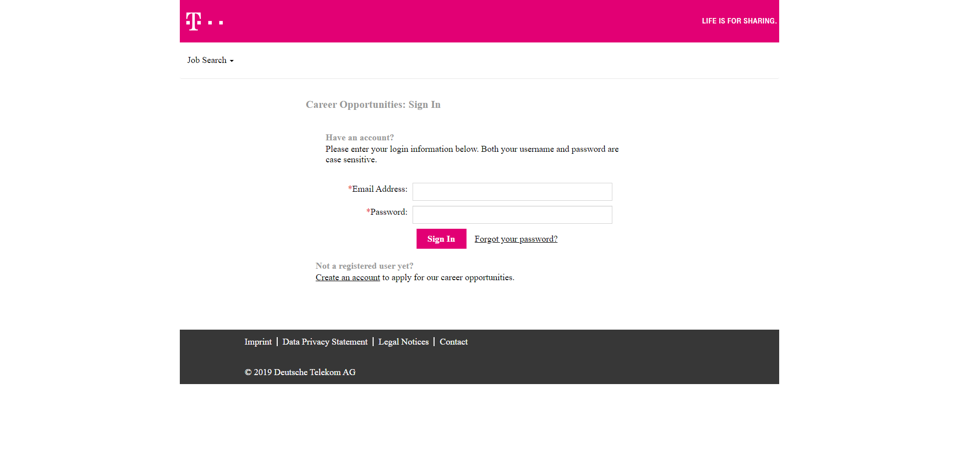 T
LIFE IS FOR SHARING.
Job Search
Career Opportunities: Sign In
Have an account?
Please enter your login information below. Both your username and password are
case sensitive.
*Email Address:
*Password:
Sign In Forgot your password?
Not a registered user yet?
Create an account to apply for our career opportunities.
Imprint | Data Privacy Statement | Legal Notices | Contact
© 2019 Deutsche Telekom AG